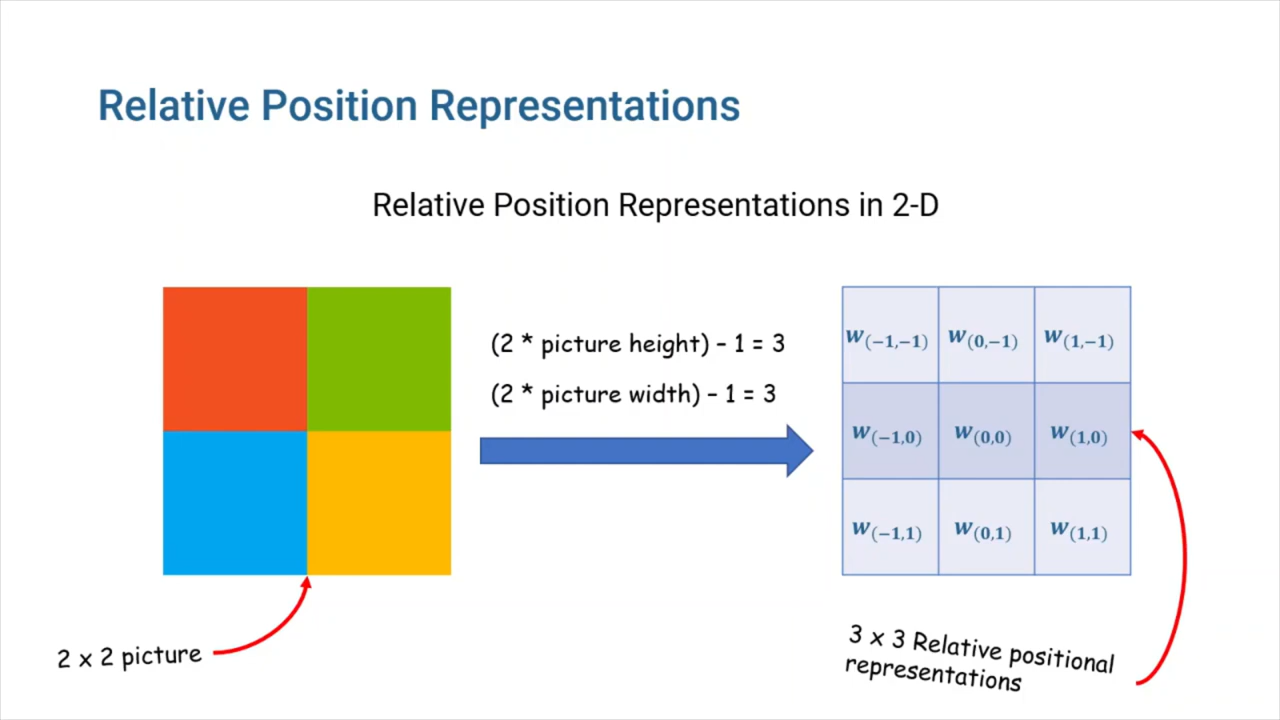 Relative Position Representations
Relative Position Representations in 2-D
(2 * picture height) – 1 = 3
(2 * picture width) – 1 = 3
w(−1,−1) w(0,−1) w(1,−1)
w(−1,0) w(0,0) w(1,0)
w(−1,1) w(0,1) w(1,1)
2 x 2 picture
3 x 3 Relative positional
representations